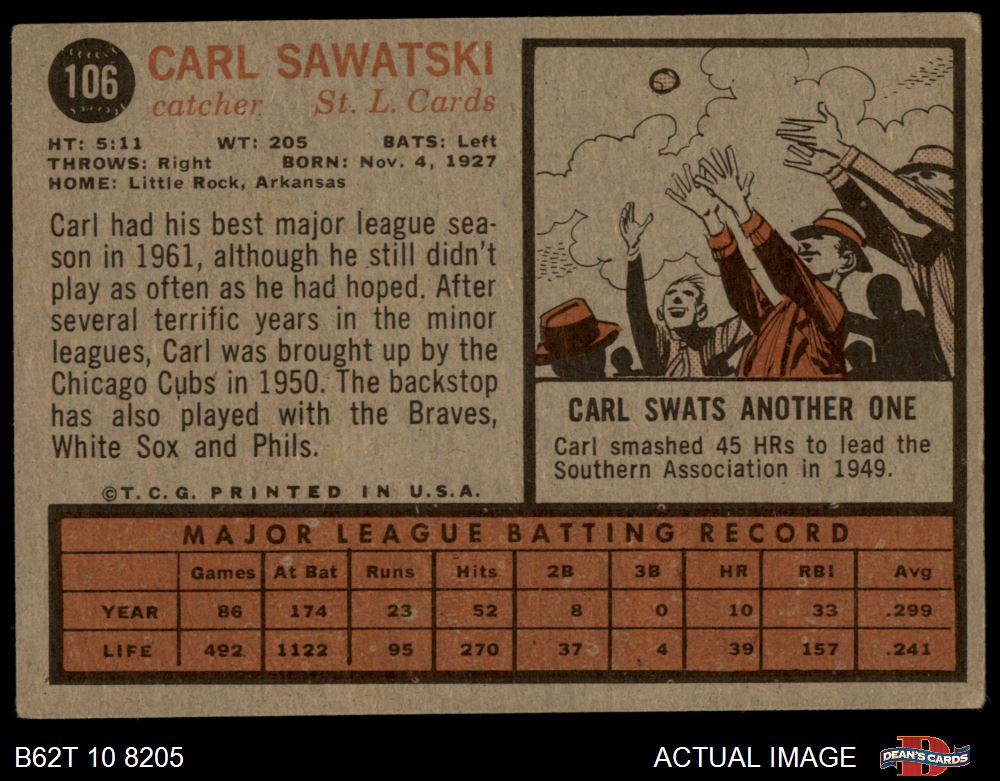 106
CARL SAWATSKI
catcher St. L. Cards
HT: 5:11 WT: 205 BATS: Left
THROWS: Right BORN: Nov. 4, 1927
HOME: Little Rock, Arkansas
Carl had his best major league sea-
son in 1961, although he still didn't
play as often as he had hoped. After
several terrific years in the minor
leagues, Carl was brought up by the
Chicago Cubs in 1950. The backstop
has also played with the Braves,
White Sox and Phils.
©T.C.G. PRINTED IN U.S.A.
CARL SWATS ANOTHER ONE
Carl smashed 45 HRs to lead the
Southern Association in 1949.
MAJOR LEAGUE BATTING RECORD
Games At Bat Runs Hits 2B 3B HR RBI Avg
YEAR 86 174 23 52 8 0 10 33 .299
LIFE 492 1122 95 270 37 4 39 157 .241
B62T 10 8205
ACTUAL IMAGE
D
DEAN'S CARDS